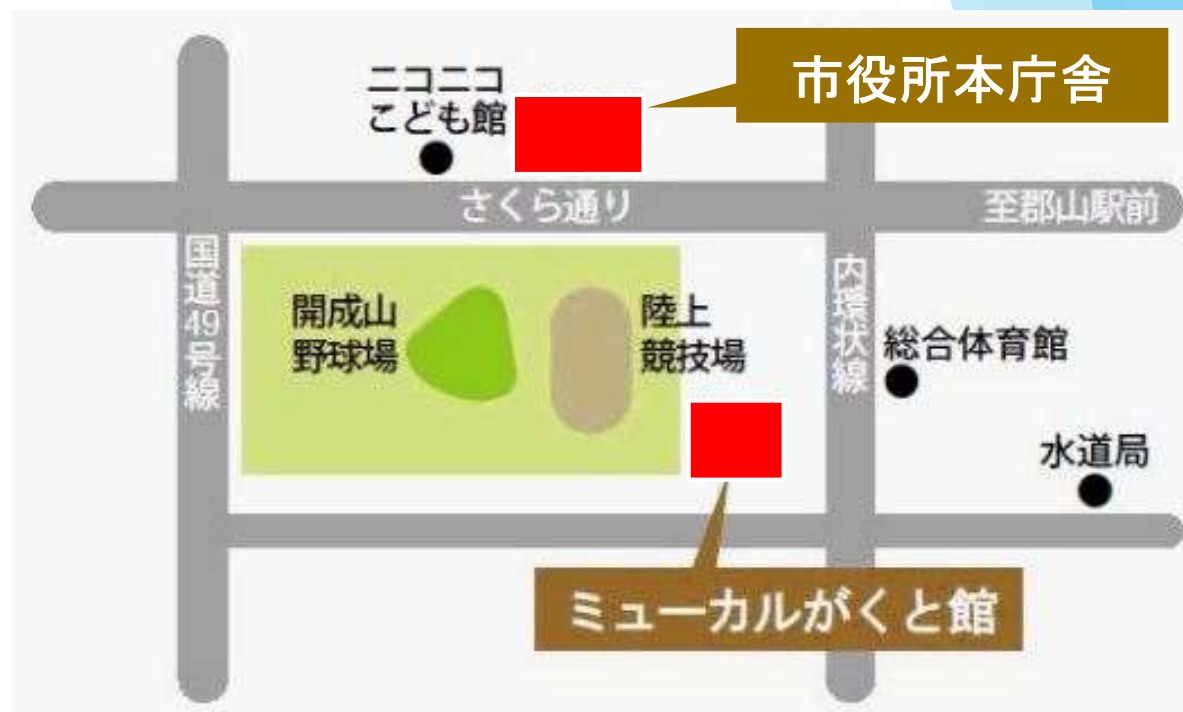 市役所本庁舎
ニコニコ
こども館
さくら通り
至郡山駅前
国道49号線
開成山
野球場
陸上
競技場
内環状線
総合体育館
水道局
ミューカルがくと館